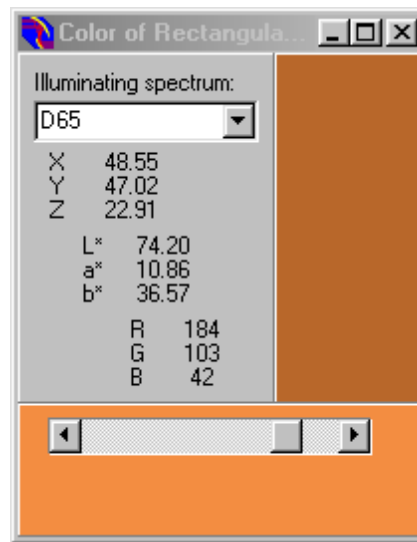 Color of Rectangula...
Illuminating spectrum:
D65
X 48.55
Y 47.02
Z 22.91
L* 74.20
a* 10.86
b* 36.57
R 184
G 103
B 42